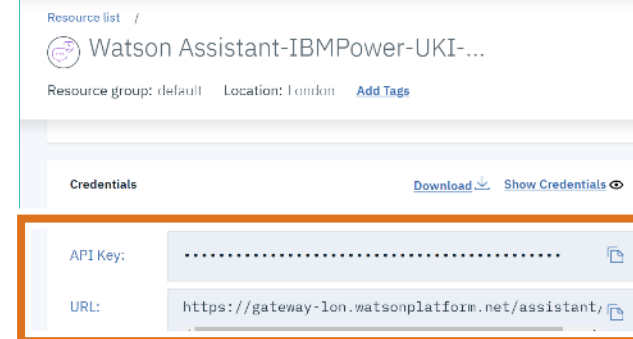 Resource list /
Watson Assistant-IBMPower-UKI-...
Resource group: default Location: London Add Tags
Credentials Download Show Credentials
API Key: ••••••••••••••••••••••••••••••••••••••••••••
URL: https://gateway-lon.watsonplatform.net/assistant/